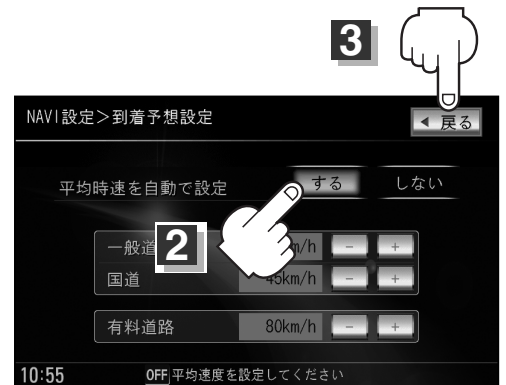 3
NAVI設定＞到着予想設定
◀ 戻る
平均時速を自動で設定 する しない
2
一般道 m/h － ＋
国道 45km/h － ＋
有料道路 80km/h － ＋
10:55 OFF 平均速度を設定してください